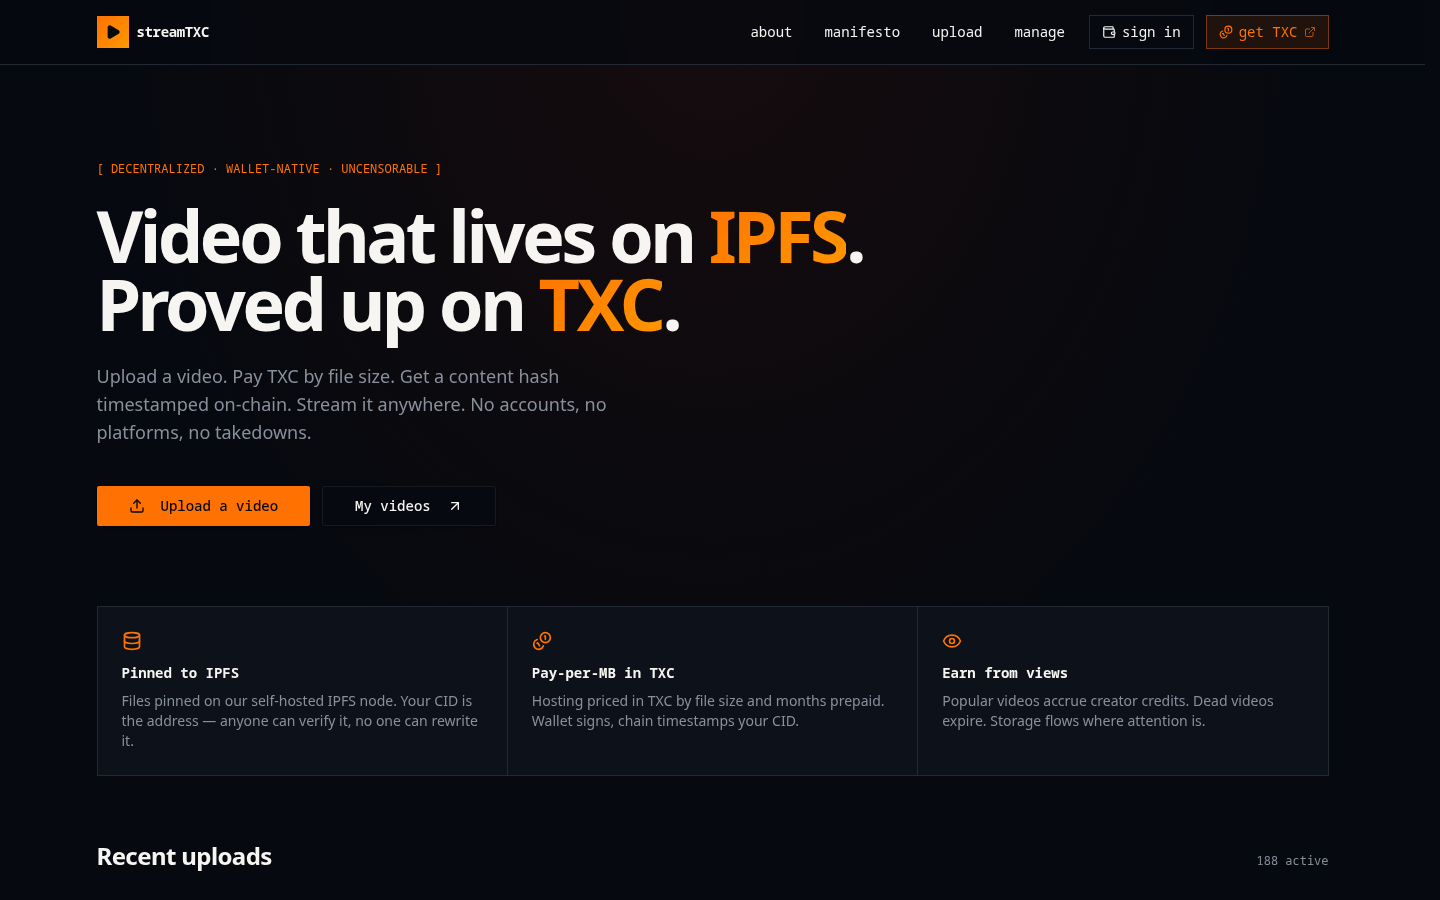 streamTXC
about manifesto upload manage sign in get TXC
[ DECENTRALIZED · WALLET-NATIVE · UNCENSORABLE ]
Video that lives on IPFS.
Proved up on TXC.
Upload a video. Pay TXC by file size. Get a content hash
timestamped on-chain. Stream it anywhere. No accounts, no
platforms, no takedowns.
Upload a video My videos
Pinned to IPFS
Files pinned on our self-hosted IPFS node. Your CID is
the address — anyone can verify it, no one can rewrite
it.
Pay-per-MB in TXC
Hosting priced in TXC by file size and months prepaid.
Wallet signs, chain timestamps your CID.
Earn from views
Popular videos accrue creator credits. Dead videos
expire. Storage flows where attention is.
Recent uploads
188 active